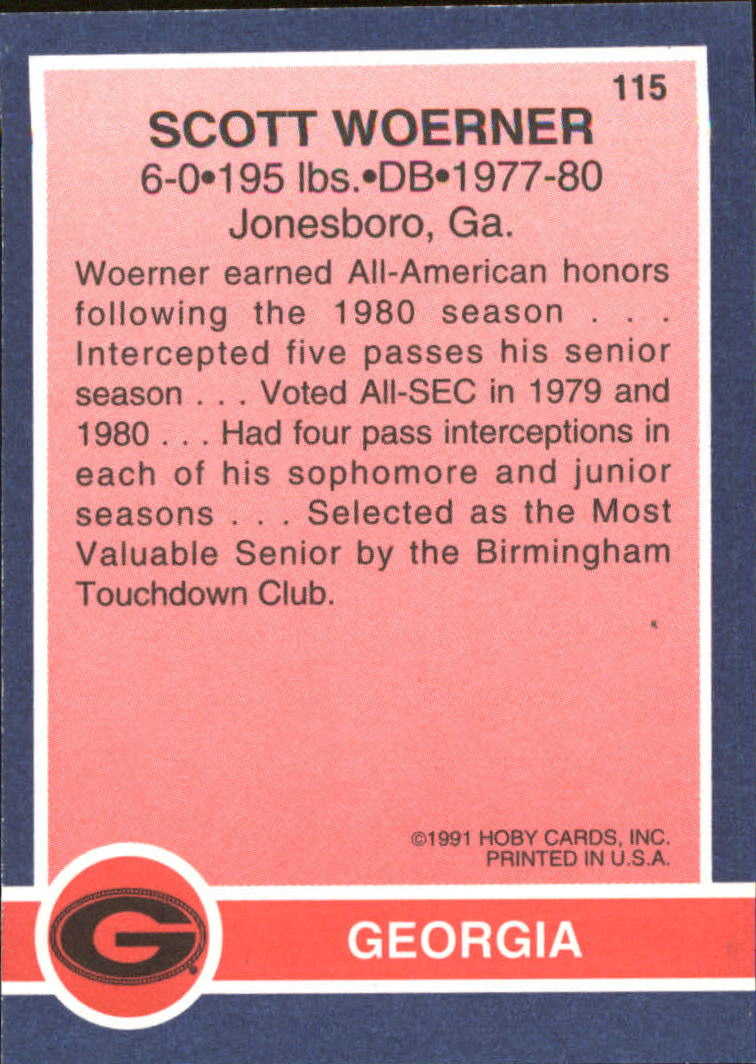 115
SCOTT WOERNER
6-0•195 lbs.•DB•1977-80
Jonesboro, Ga.
Woerner earned All-American honors
following the 1980 season . . .
Intercepted five passes his senior
season . . . Voted All-SEC in 1979 and
1980 . . . Had four pass interceptions in
each of his sophomore and junior
seasons . . . Selected as the Most
Valuable Senior by the Birmingham
Touchdown Club.
©1991 HOBY CARDS, INC.
PRINTED IN U.S.A.
G
GEORGIA